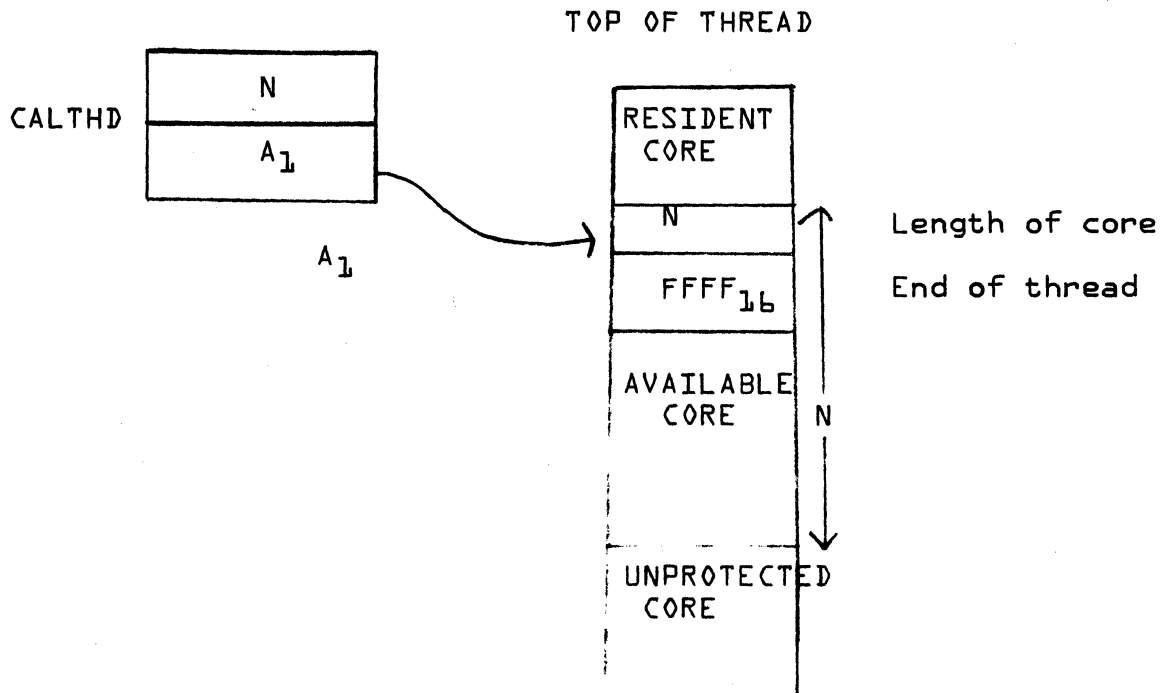 TOP OF THREAD
N
CALTHD
A1
A1
RESIDENT
CORE
N
Length of core
FFFF16
End of thread
AVAILABLE
CORE
N
UNPROTECTED
CORE